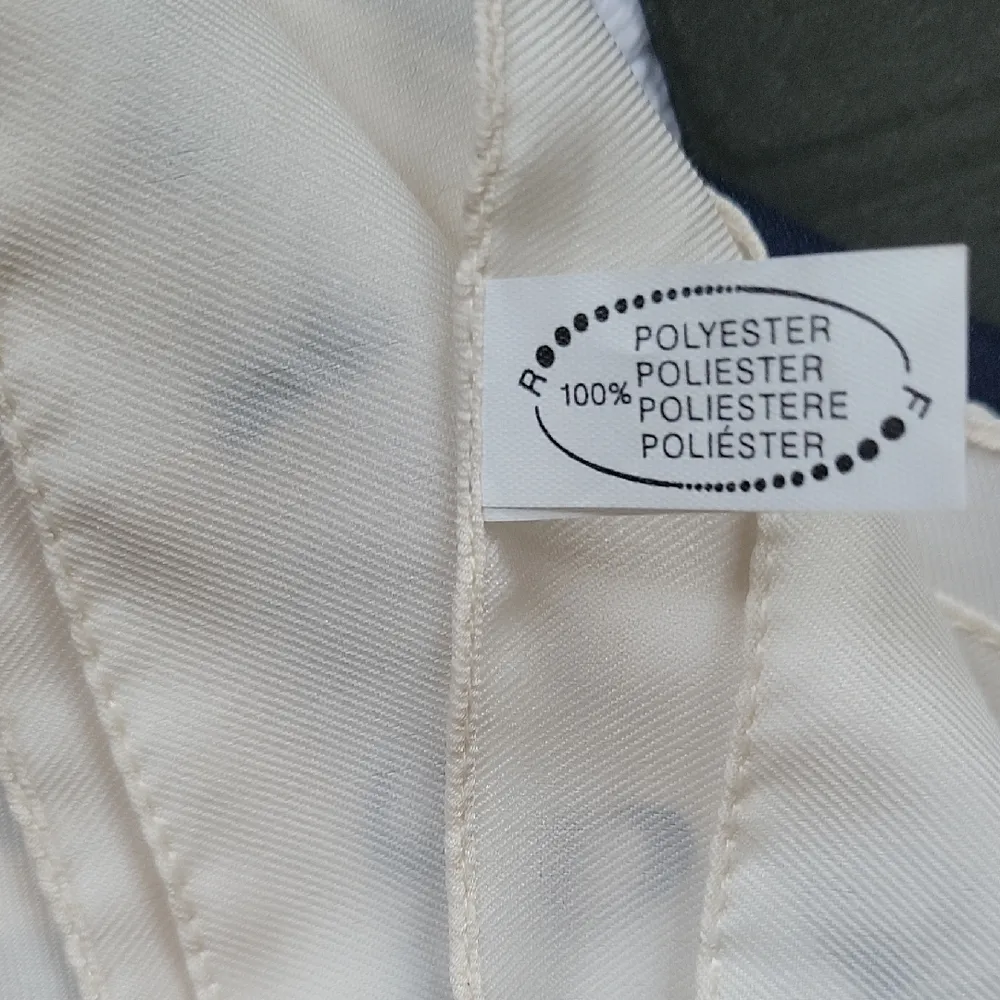 POLYESTER
100% POLIESTER
POLIESTERE
POLIÉSTER
R
F